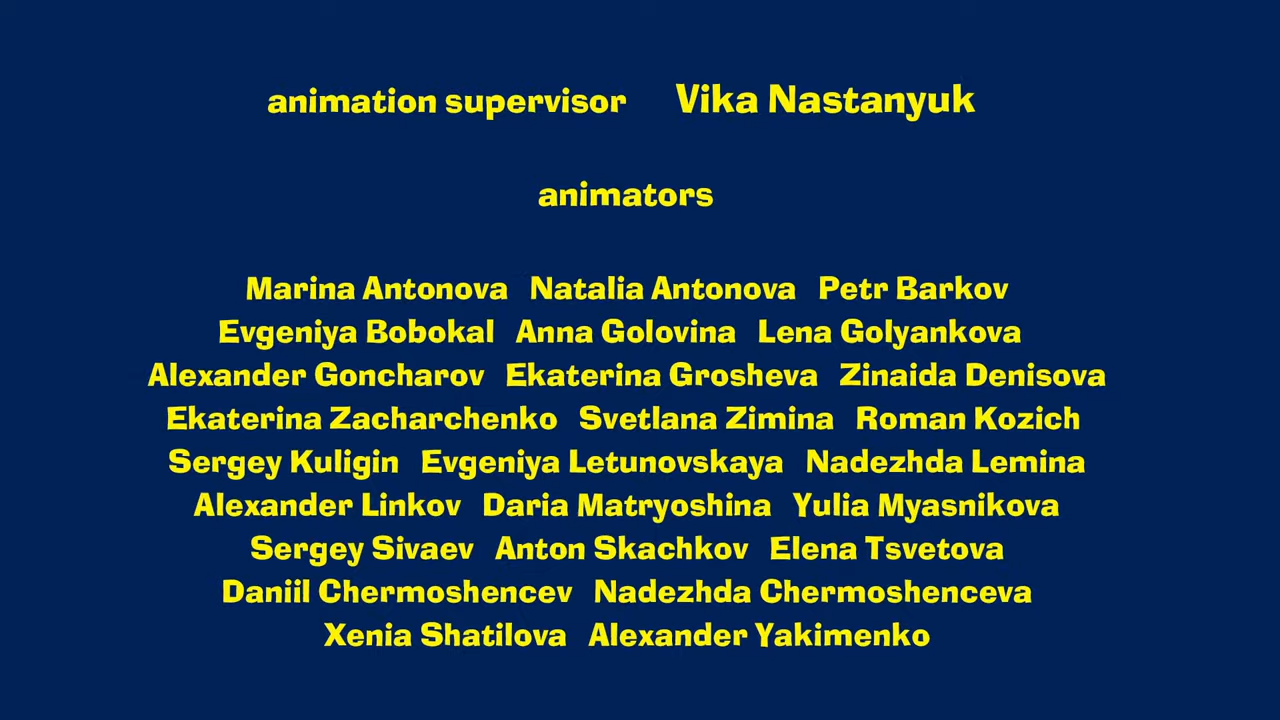 animation supervisor Vika Nastanyuk
animators
Marina Antonova Natalia Antonova Petr Barkov
Evgeniya Bobokal Anna Golovina Lena Golyankova
Alexander Goncharov Ekaterina Grosheva Zinaida Denisova
Ekaterina Zacharchenko Svetlana Zimina Roman Kozich
Sergey Kuligin Evgeniya Letunovskaya Nadezhda Lemina
Alexander Linkov Daria Matryoshina Yulia Myasnikova
Sergey Sivaev Anton Skachkov Elena Tsvetova
Daniil Chermoshencev Nadezhda Chermoshenceva
Xenia Shatilova Alexander Yakimenko